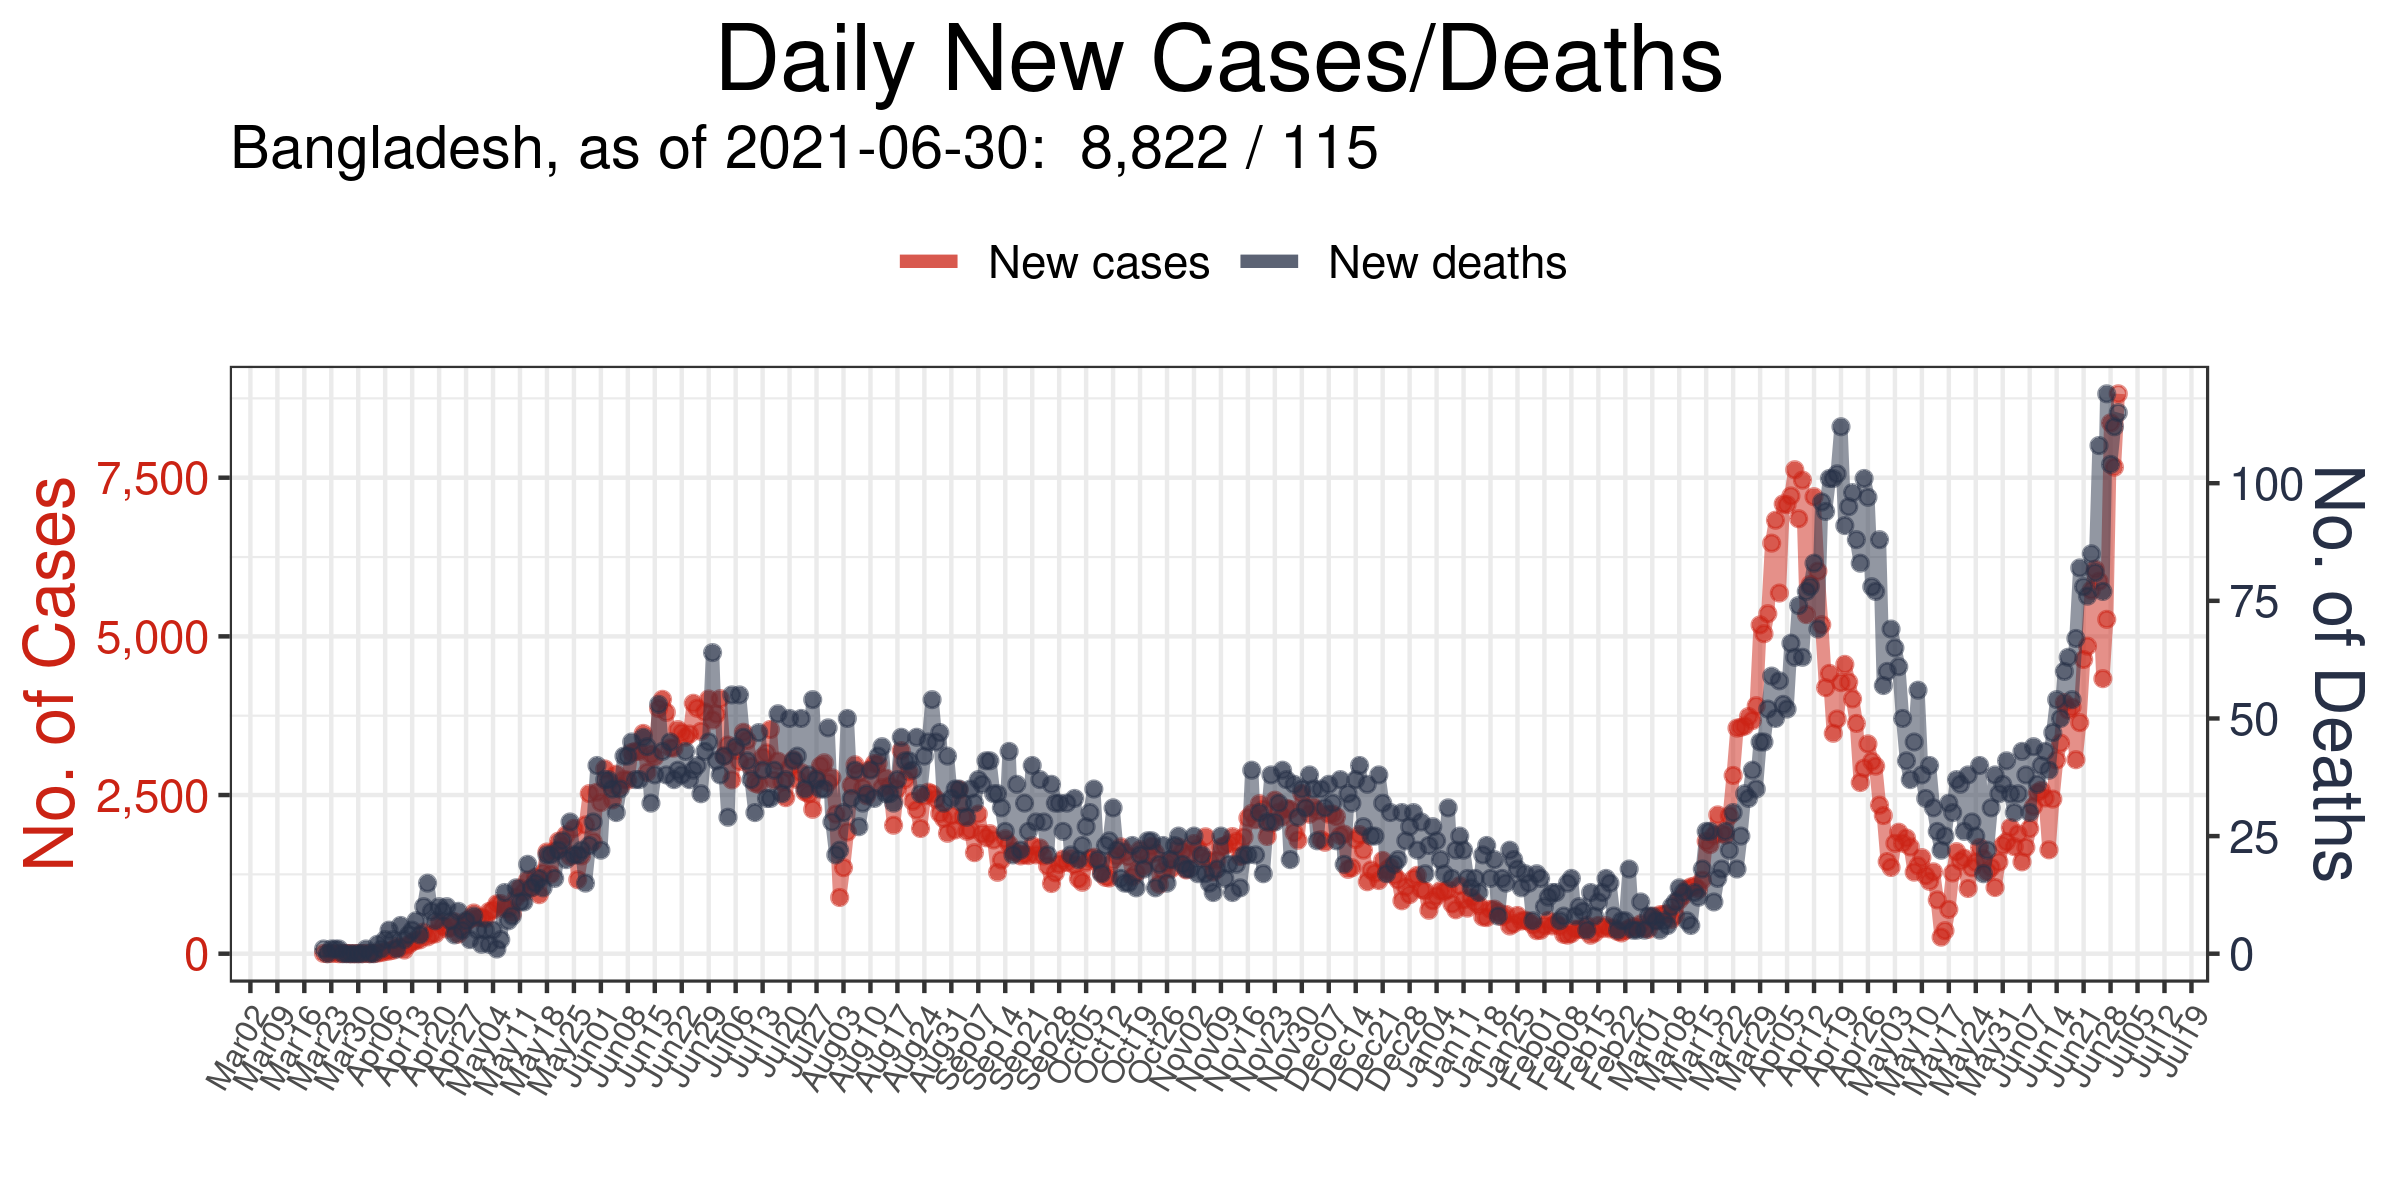 Daily New Cases/Deaths
Bangladesh, as of 2021-06-30:  8,822 / 115
New cases
New deaths
No. of Cases
7,500
5,000
2,500
0
100
75
50
25
0
No. of Deaths
Mar02
Mar09
Mar16
Mar23
Mar30
Apr06
Apr13
Apr20
Apr27
May04
May11
May18
May25
Jun01
Jun08
Jun15
Jun22
Jun29
Jul06
Jul13
Jul20
Jul27
Aug03
Aug10
Aug17
Aug24
Aug31
Sep07
Sep14
Sep21
Sep28
Oct05
Oct12
Oct19
Oct26
Nov02
Nov09
Nov16
Nov23
Nov30
Dec07
Dec14
Dec21
Dec28
Jan04
Jan11
Jan18
Jan25
Feb01
Feb08
Feb15
Feb22
Mar01
Mar08
Mar15
Mar22
Mar29
Apr05
Apr12
Apr19
Apr26
May03
May10
May17
May24
May31
Jun07
Jun14
Jun21
Jun28
Jul05
Jul12
Jul19